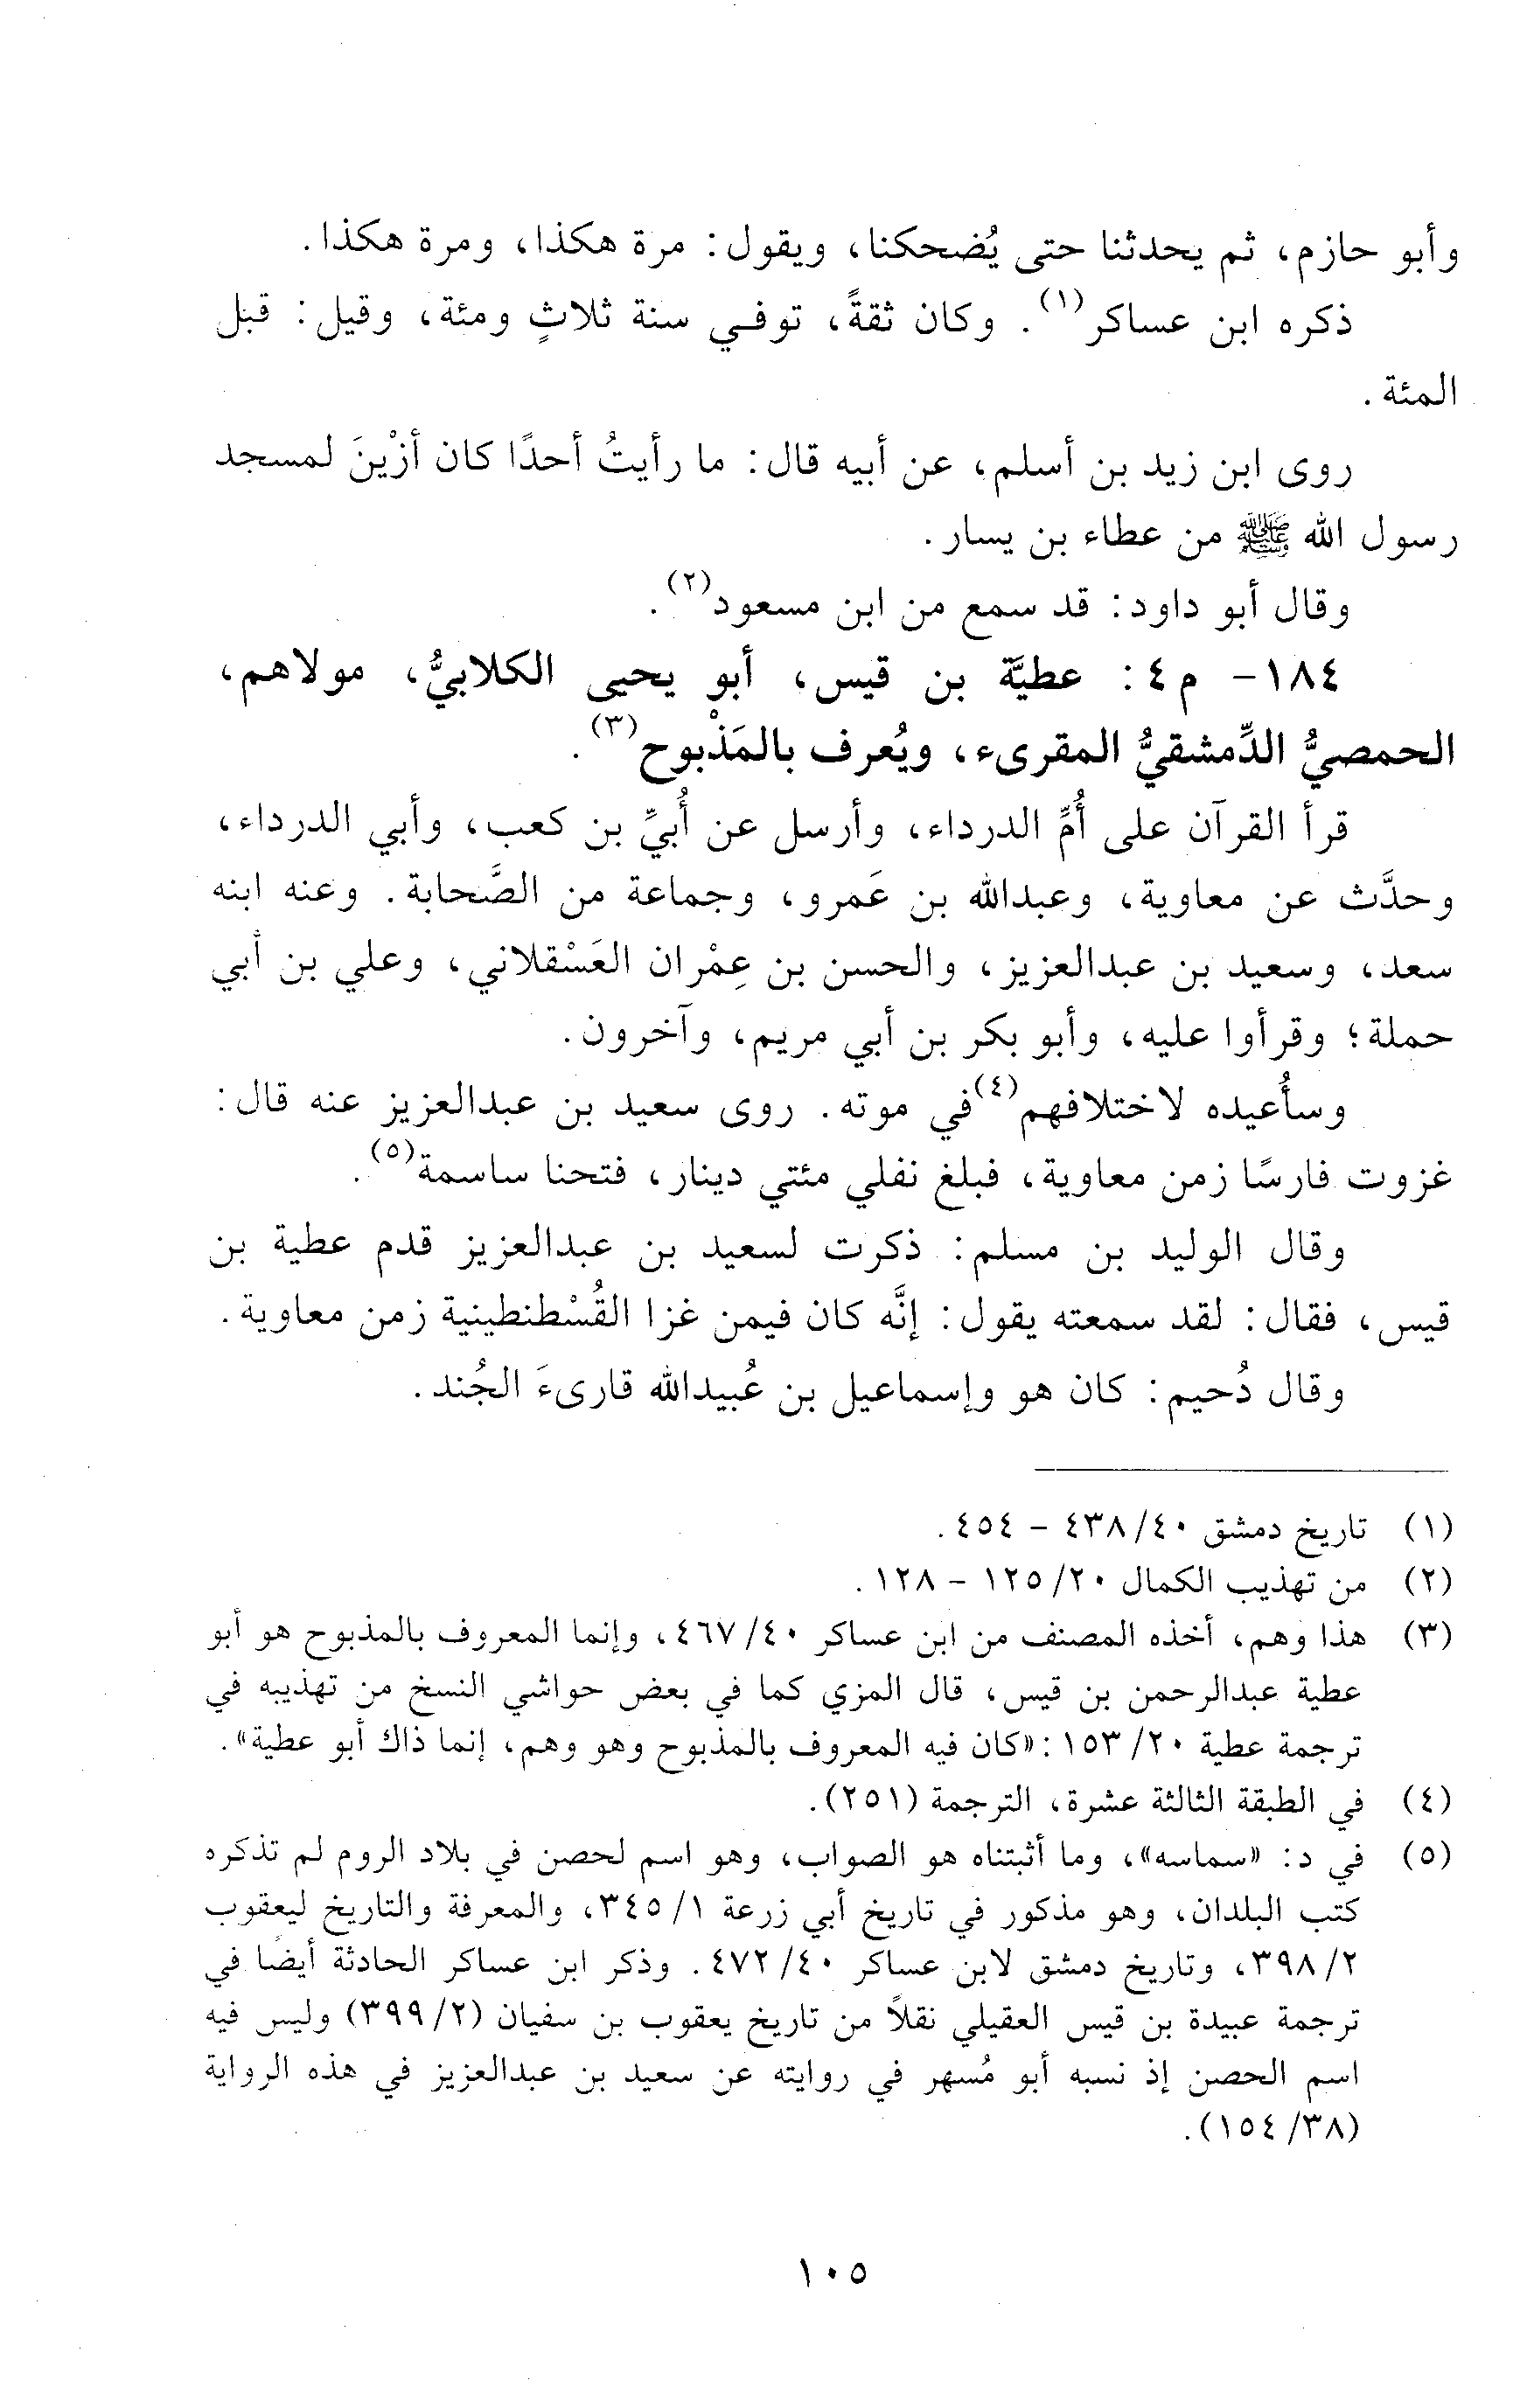 وأبو حازم، ثم يحدثنا حتى يُضحكنا، ويقول: مرة هكذا، ومرة هكذا.
ذكره ابن عساكر(١). وكان ثقةً، توفي سنة ثلاثٍ ومئة، وقيل: قبل
المئة.
روى ابن زيد بن أسلم، عن أبيه قال: ما رأيتُ أحدًا كان أزْينَ لمسجد
رسول الله ﷺ من عطاء بن يسار.
وقال أبو داود: قد سمع من ابن مسعود(٢).
١٨٤- م٤: عطيَّة بن قيس، أبو يحيى الكلابيُّ، مولاهم،
الحمصيُّ الدِّمشقيُّ المقرىء، ويُعرف بالمَذْبوح(٣).
قرأ القرآن على أُمِّ الدرداء، وأرسل عن أُبيِّ بن كعب، وأبي الدرداء،
وحدَّث عن معاوية، وعبدالله بن عَمرو، وجماعة من الصَّحابة. وعنه ابنه
سعد، وسعيد بن عبدالعزيز، والحسن بن عِمْران العَسْقلاني، وعلي بن أبي
حملة؛ وقرأوا عليه، وأبو بكر بن أبي مريم، وآخرون.
وسأُعيده لاختلافهم(٤) في موته. روى سعيد بن عبدالعزيز عنه قال:
غزوت فارسًا زمن معاوية، فبلغ نفلي مئتي دينار، فتحنا ساسمة(٥).
وقال الوليد بن مسلم: ذكرت لسعيد بن عبدالعزيز قدم عطية بن
قيس، فقال: لقد سمعته يقول: إنَّه كان فيمن غزا القُسْطنطينية زمن معاوية.
وقال دُحيم: كان هو وإسماعيل بن عُبيدالله قارىءَ الجُند.
(١) تاريخ دمشق ٤٠/ ٤٣٨ - ٤٥٤.
(٢) من تهذيب الكمال ٢٠/ ١٢٥ - ١٢٨.
(٣) هذا وهم، أخذه المصنف من ابن عساكر ٤٠/ ٤٦٧، وإنما المعروف بالمذبوح هو أبو
عطية عبدالرحمن بن قيس، قال المزي كما في بعض حواشي النسخ من تهذيبه في
ترجمة عطية ٢٠/ ١٥٣: «كان فيه المعروف بالمذبوح وهو وهم، إنما ذاك أبو عطية».
(٤) في الطبقة الثالثة عشرة، الترجمة (٢٥١).
(٥) في د: «سماسه»، وما أثبتناه هو الصواب، وهو اسم لحصن في بلاد الروم لم تذكره
كتب البلدان، وهو مذكور في تاريخ أبي زرعة ١/ ٣٤٥، والمعرفة والتاريخ ليعقوب
٢/ ٣٩٨، وتاريخ دمشق لابن عساكر ٤٠/ ٤٧٢. وذكر ابن عساكر الحادثة أيضًا في
ترجمة عبيدة بن قيس العقيلي نقلاً من تاريخ يعقوب بن سفيان (٢/ ٣٩٩) وليس فيه
اسم الحصن إذ نسبه أبو مُسهر في روايته عن سعيد بن عبدالعزيز في هذه الرواية
(٣٨/ ١٥٤).
١٠٥